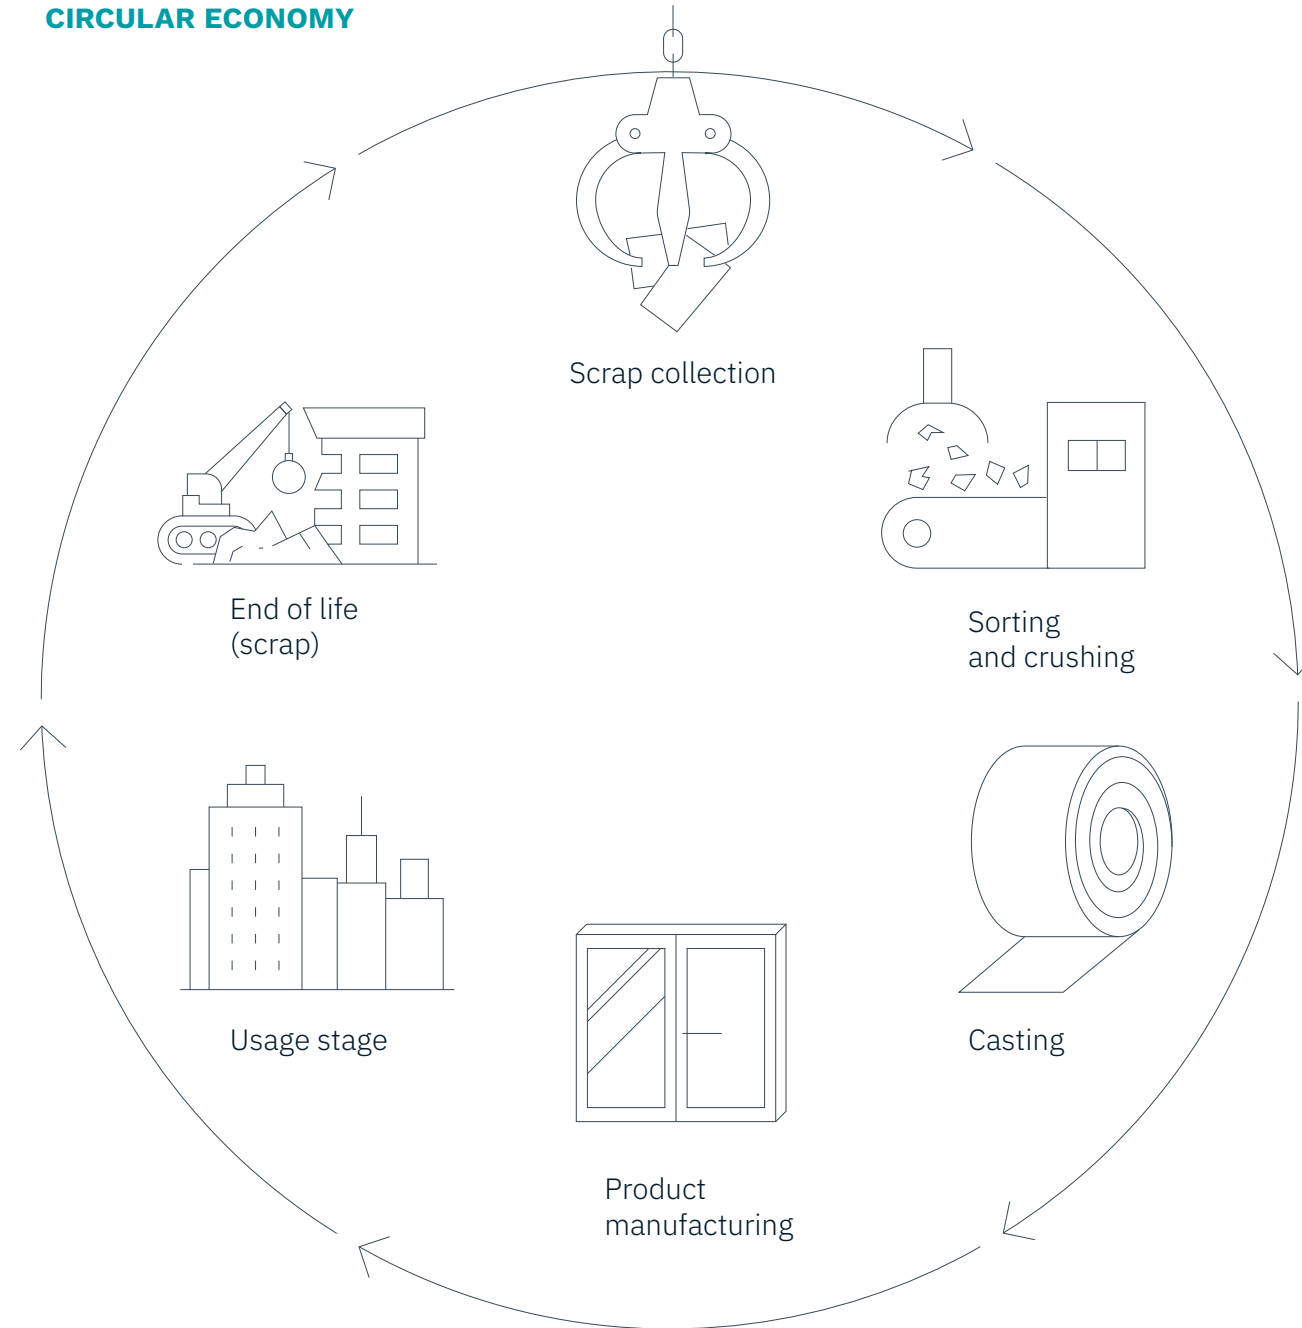 CIRCULAR ECONOMY
Scrap collection
Sorting
and crushing
Casting
Product
manufacturing
Usage stage
End of life
(scrap)